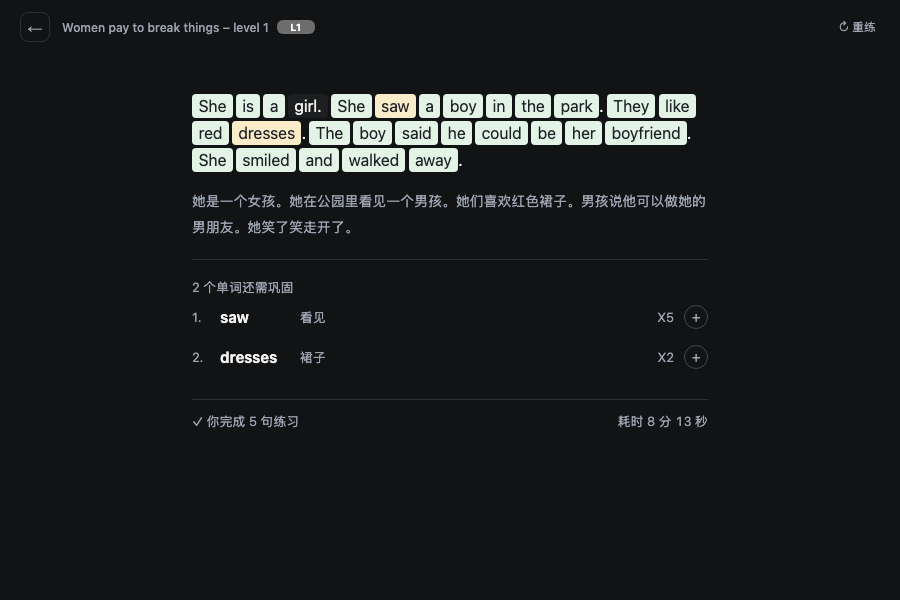 ← Women pay to break things – level 1 L1 重练
She is a girl. She saw a boy in the park. They like
red dresses. The boy said he could be her boyfriend.
She smiled and walked away.
她是一个女孩。她在公园里看见一个男孩。她们喜欢红色裙子。男孩说他可以做她的
男朋友。她笑了笑走开了。
2 个单词还需巩固
1. saw 看见 X5 +
2. dresses 裙子 X2 +
✓ 你完成 5 句练习 耗时 8 分 13 秒